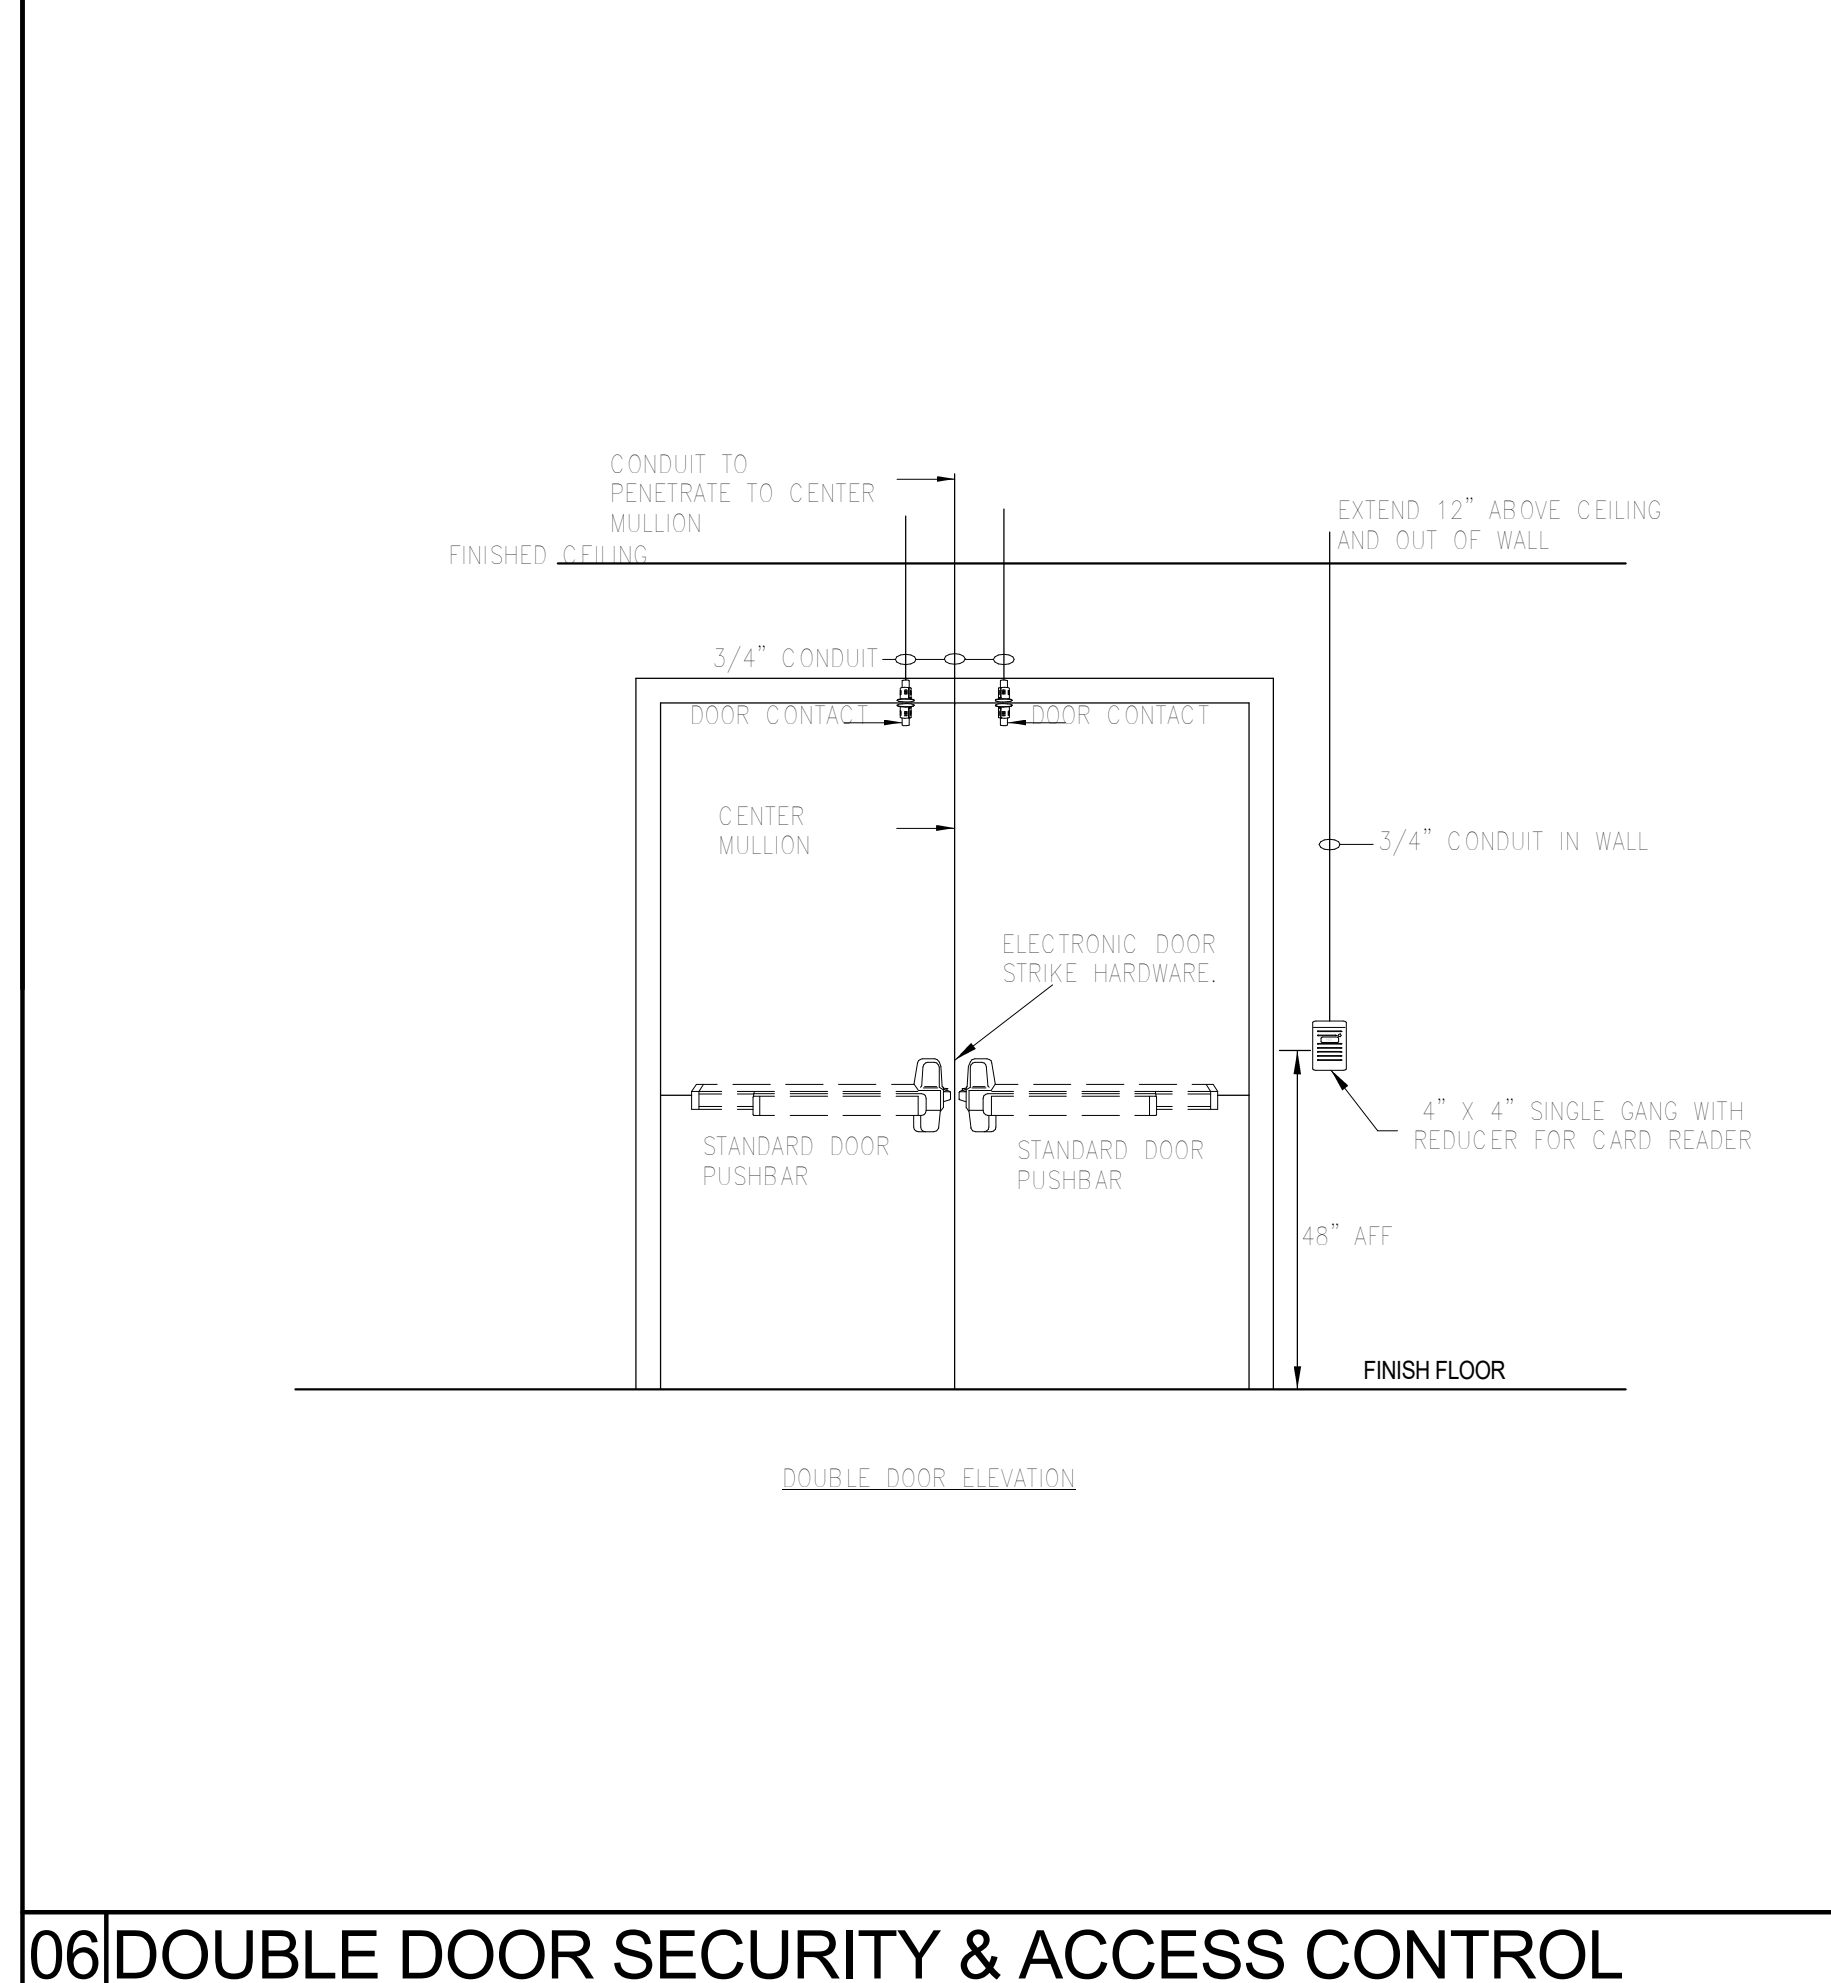 CONDUIT TO
PENETRATE TO CENTER
MULLION
EXTEND 12" ABOVE CEILING
AND OUT OF WALL
FINISHED CEILING
3/4" CONDUIT
DOOR CONTACT
DOOR CONTACT
CENTER
MULLION
3/4" CONDUIT IN WALL
ELECTRONIC DOOR
STRIKE HARDWARE.
4" X 4" SINGLE GANG WITH
REDUCER FOR CARD READER
STANDARD DOOR
PUSHBAR
STANDARD DOOR
PUSHBAR
48" AFF
FINISH FLOOR
DOUBLE DOOR ELEVATION
06 DOUBLE DOOR SECURITY & ACCESS CONTROL